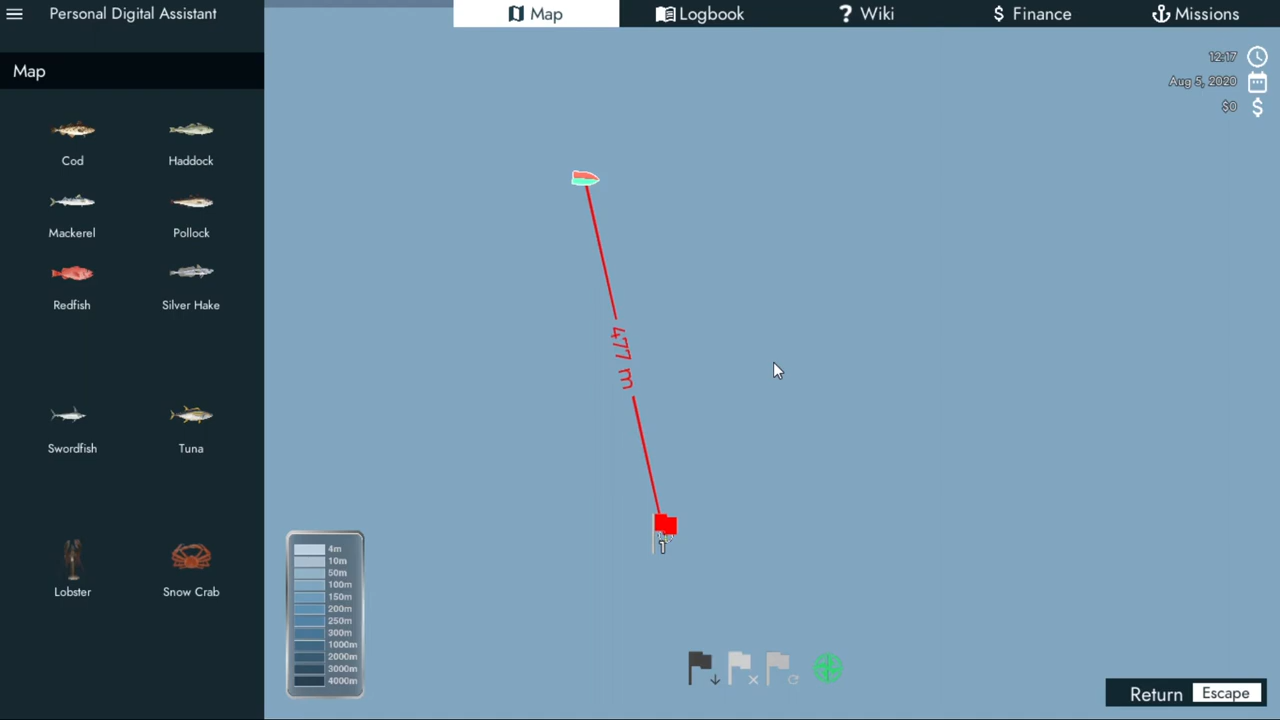 Personal Digital Assistant
Map
Logbook
? Wiki
$ Finance
Missions
Map
12:17
Aug 5, 2020
$0 $
Cod
Haddock
Mackerel
Pollock
Redfish
Silver Hake
477 m
Swordfish
Tuna
1
Lobster
Snow Crab
4m
10m
50m
100m
150m
200m
250m
300m
1000m
2000m
3000m
4000m
Return Escape